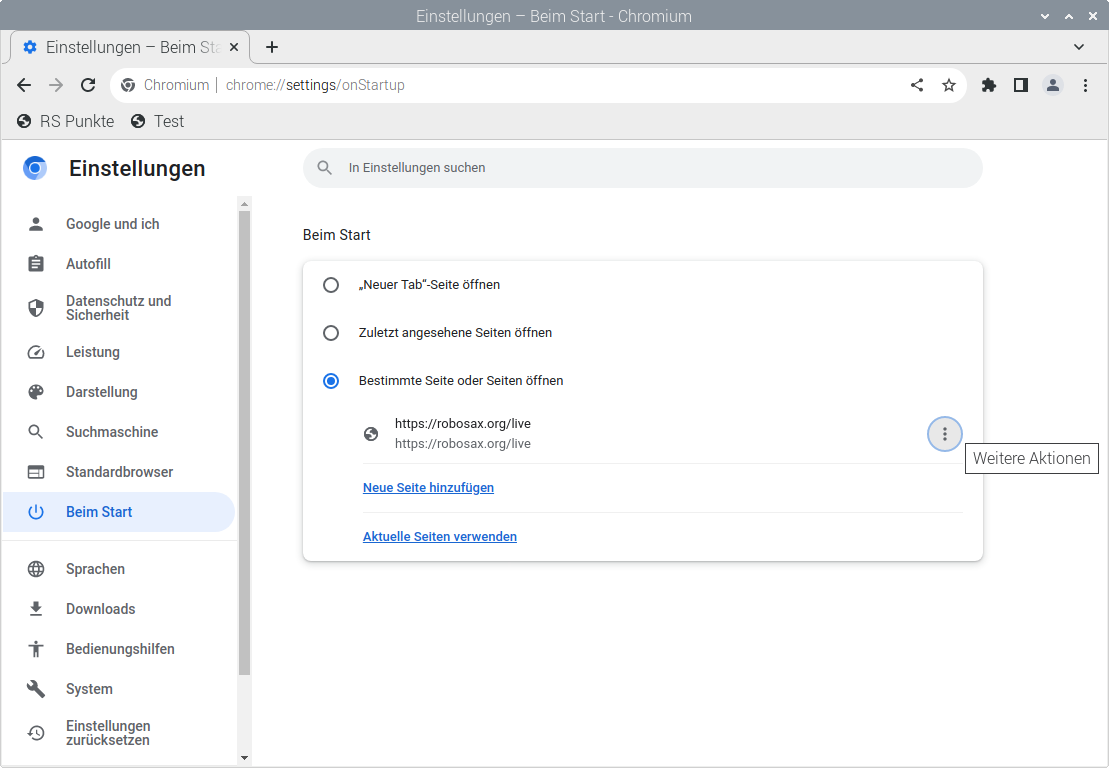 Einstellungen – Beim Start - Chromium
Einstellungen – Beim Sta
Chromium | chrome://settings/onStartup
RS Punkte Test
Einstellungen
In Einstellungen suchen
Google und ich
Autofill
Datenschutz und
Sicherheit
Leistung
Darstellung
Suchmaschine
Standardbrowser
Beim Start
Sprachen
Downloads
Bedienungshilfen
System
Einstellungen
zurücksetzen
Beim Start
„Neuer Tab“-Seite öffnen
Zuletzt angesehene Seiten öffnen
Bestimmte Seite oder Seiten öffnen
https://robosax.org/live
https://robosax.org/live
Weitere Aktionen
Neue Seite hinzufügen
Aktuelle Seiten verwenden